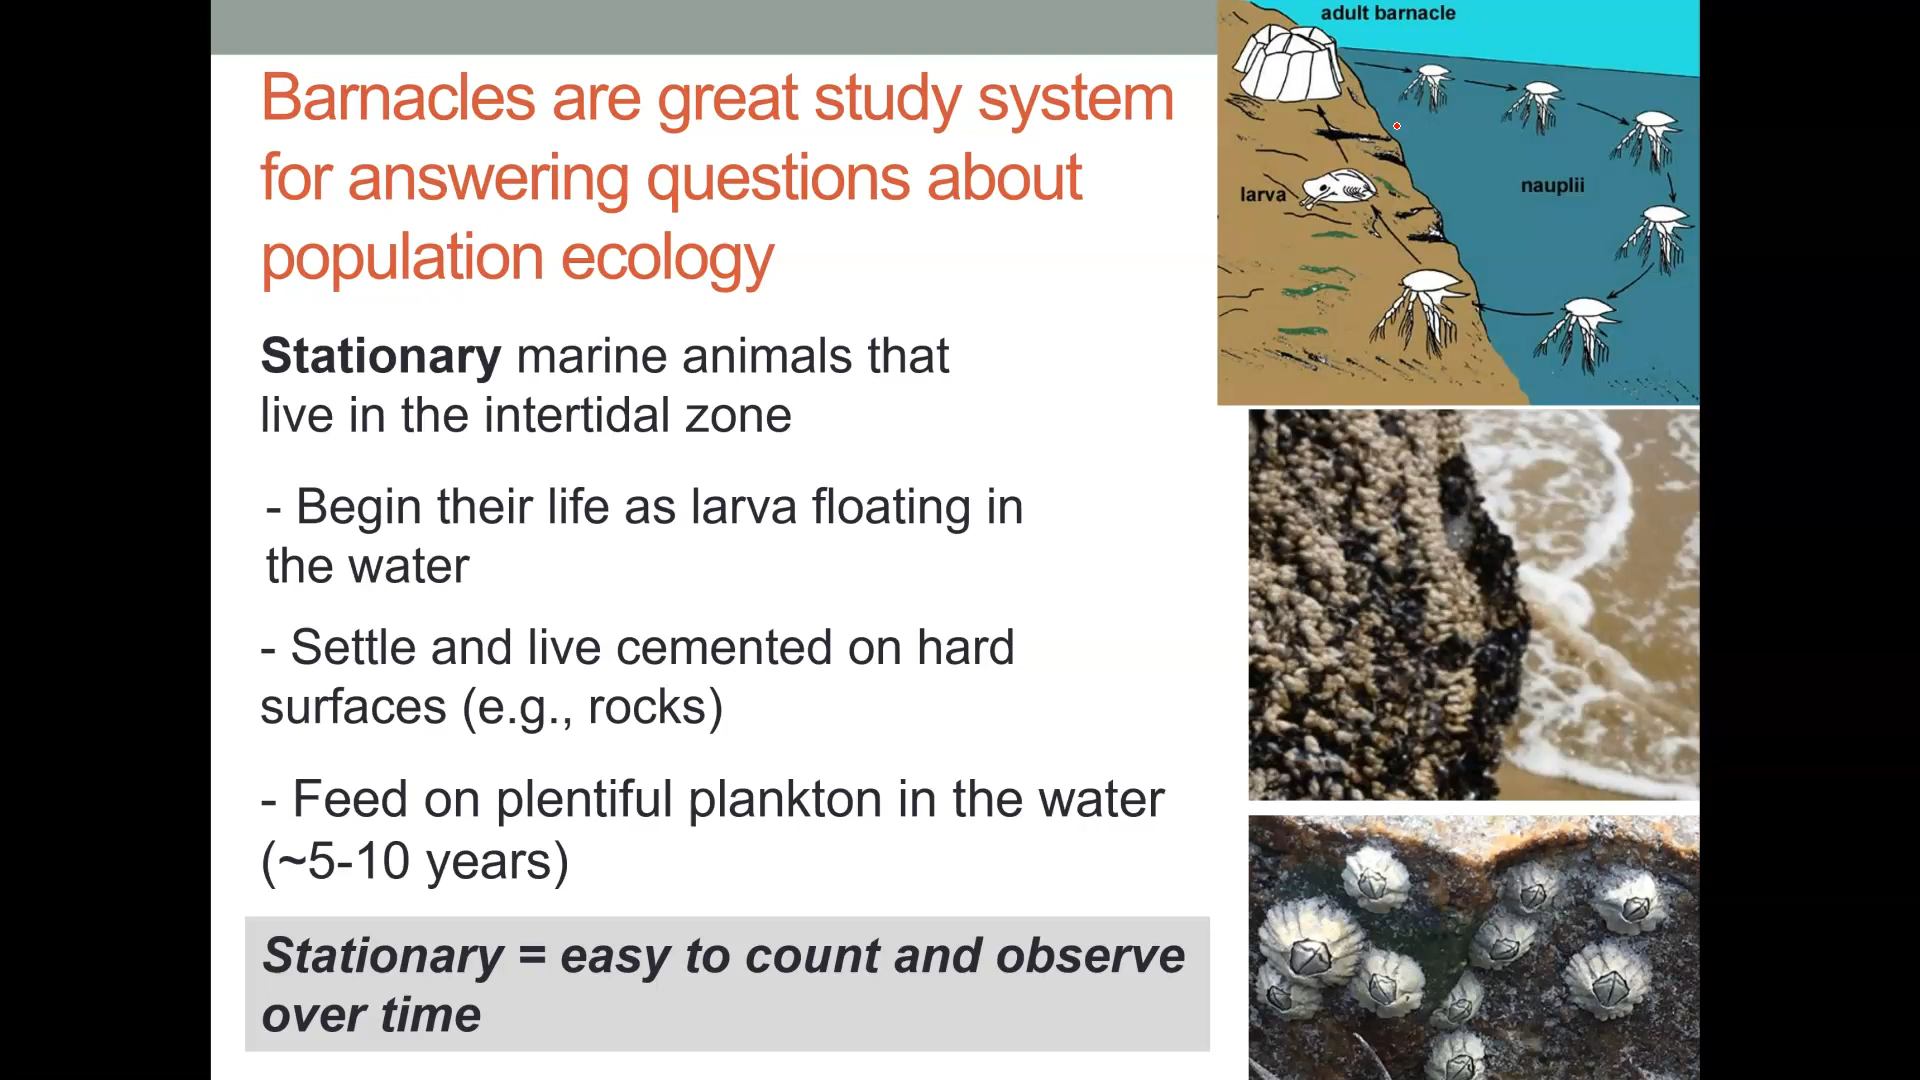 Barnacles are great study system
for answering questions about
population ecology
Stationary marine animals that
live in the intertidal zone
- Begin their life as larva floating in
the water
- Settle and live cemented on hard
surfaces (e.g., rocks)
- Feed on plentiful plankton in the water
(~5-10 years)
Stationary = easy to count and observe
over time
adult barnacle
nauplii
larva